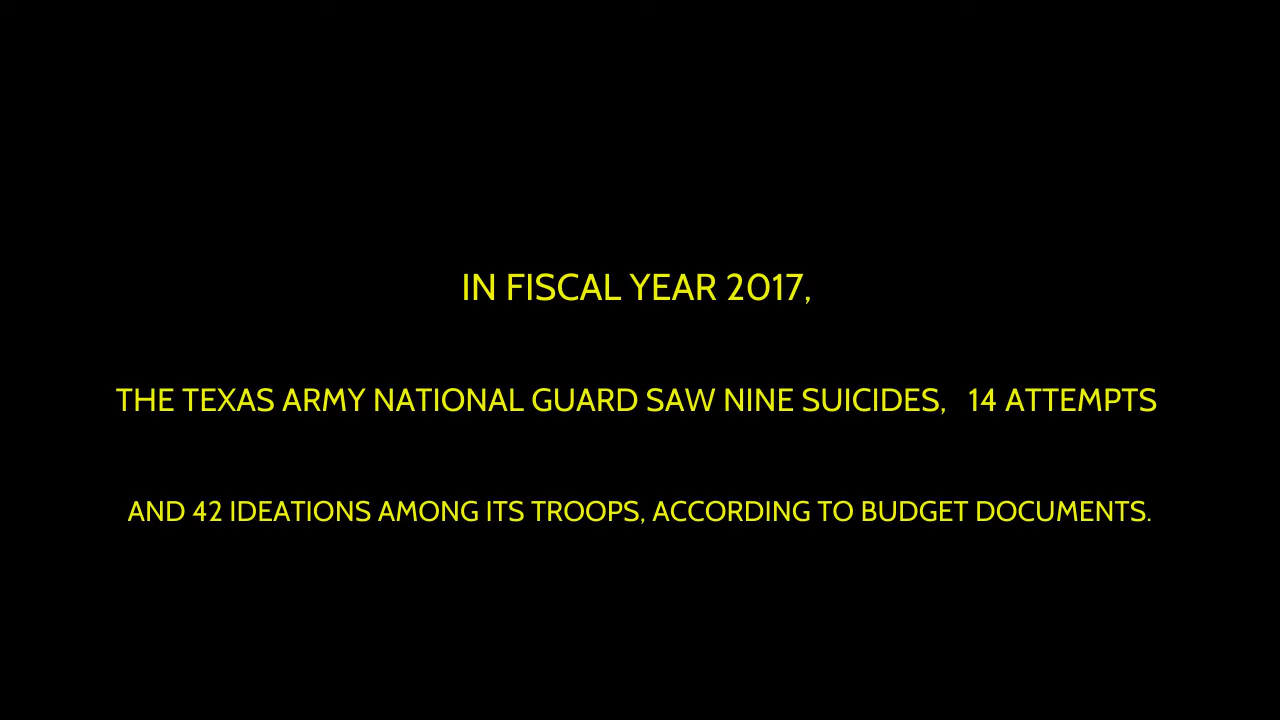 IN FISCAL YEAR 2017,
THE TEXAS ARMY NATIONAL GUARD SAW NINE SUICIDES, 14 ATTEMPTS
AND 42 IDEATIONS AMONG ITS TROOPS, ACCORDING TO BUDGET DOCUMENTS.